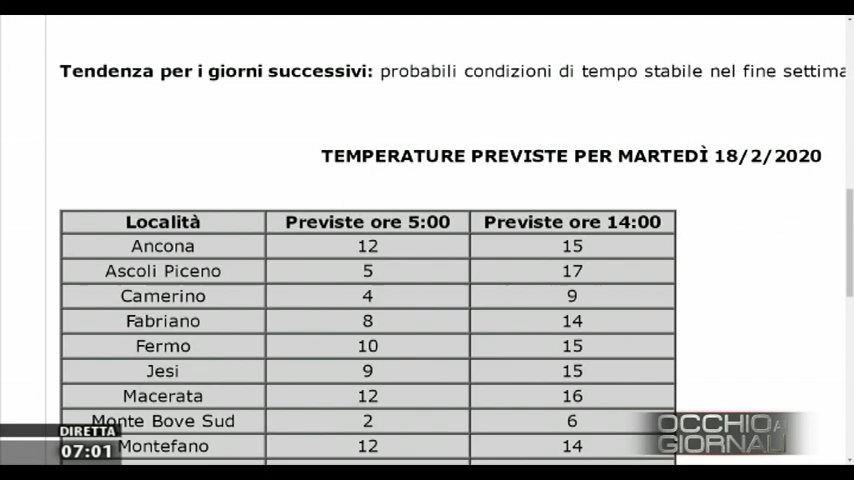 Tendenza per i giorni successivi: probabili condizioni di tempo stabile nel fine settima
TEMPERATURE PREVISTE PER MARTEDÌ 18/2/2020
Località Previste ore 5:00 Previste ore 14:00
Ancona 12 15
Ascoli Piceno 5 17
Camerino 4 9
Fabriano 8 14
Fermo 10 15
Jesi 9 15
Macerata 12 16
Monte Bove Sud 2 6
Montefano 12 14
DIRETTA
07:01
OCCHIO AI
GIORNALI